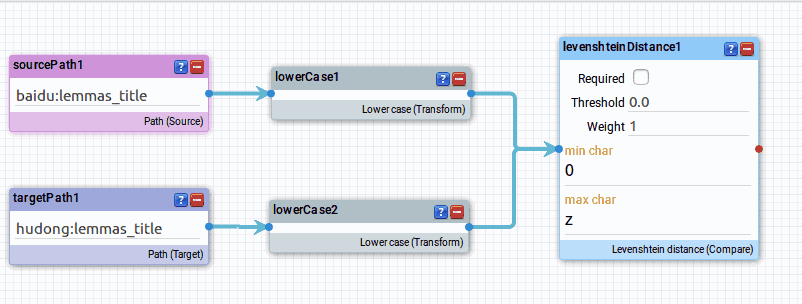 sourcePath1
?
baidu:lemmas_title
Path (Source)
targetPath1
?
hudong:lemmas_title
Path (Target)
lowerCase1
?
Lower case (Transform)
lowerCase2
?
Lower case (Transform)
levenshteinDistance1
?
Required
Threshold 0.0
Weight 1
min char
0
max char
z
Levenshtein distance (Compare)